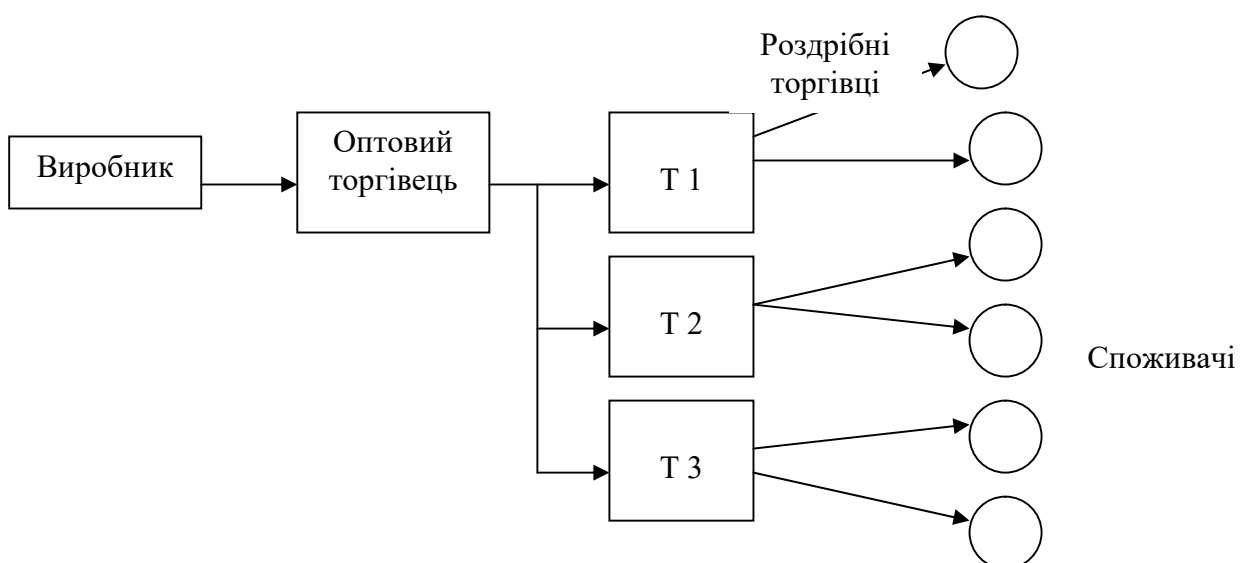 Роздрібні
торгівці
Виробник
Оптовий
торгівець
Т 1
Т 2
Т 3
Споживачі